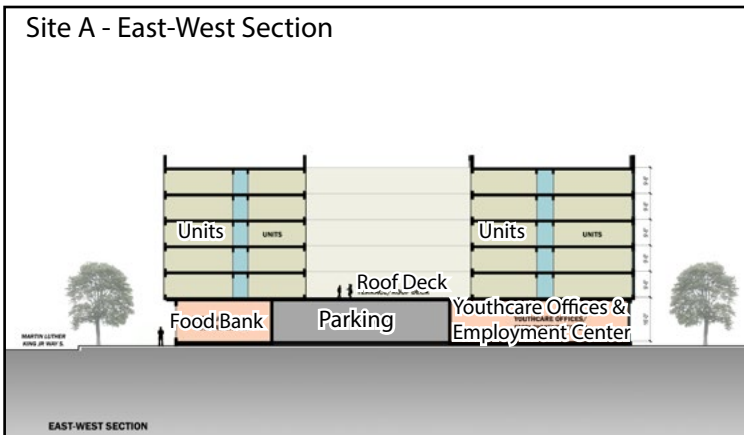 Site A - East-West Section
Units
UNITS
Units
UNITS
Roof Deck
Food Bank
Parking
Youthcare Offices &
Employment Center
YOUTHCARE OFFICES/
MARTIN LUTHER
KING JR WAY S.
EAST-WEST SECTION